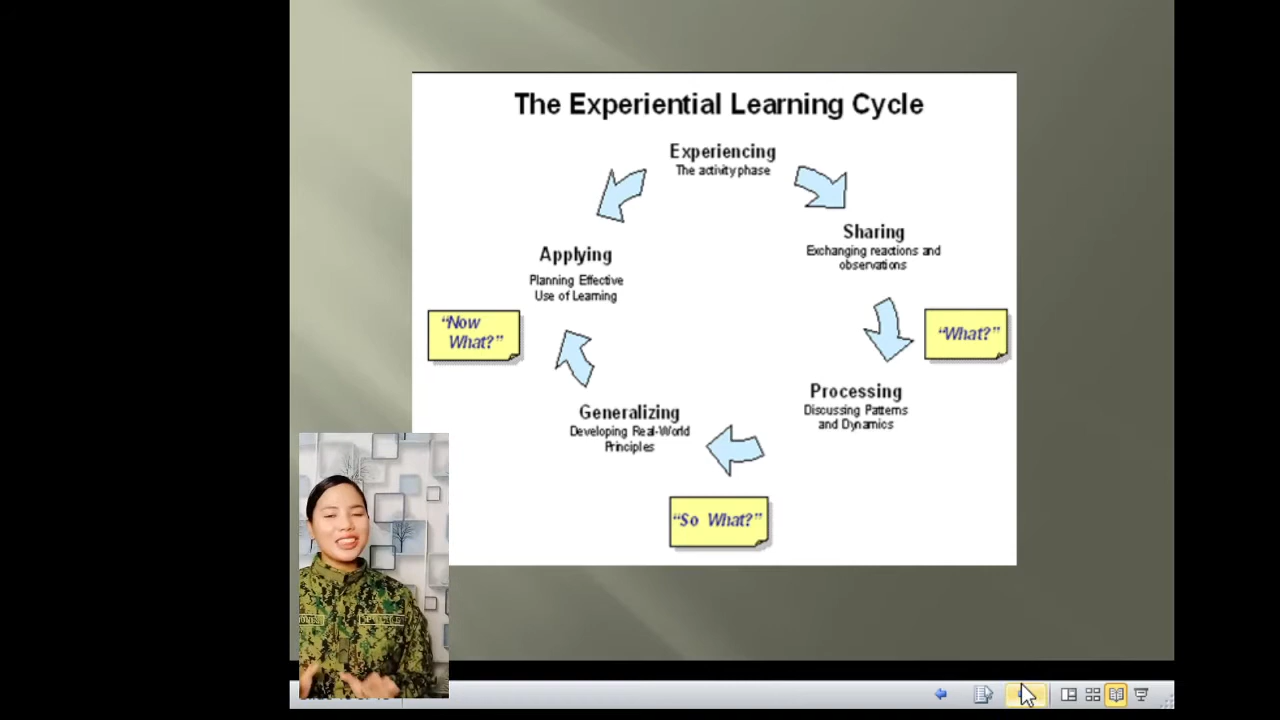 The Experiential Learning Cycle
Experiencing
The activity phase
Sharing
Exchanging reactions and
observations
Applying
Planning Effective
Use of Learning
"Now
What?"
"What?"
Processing
Discussing Patterns
and Dynamics
Generalizing
Developing Real-World
Principles
"So What?"